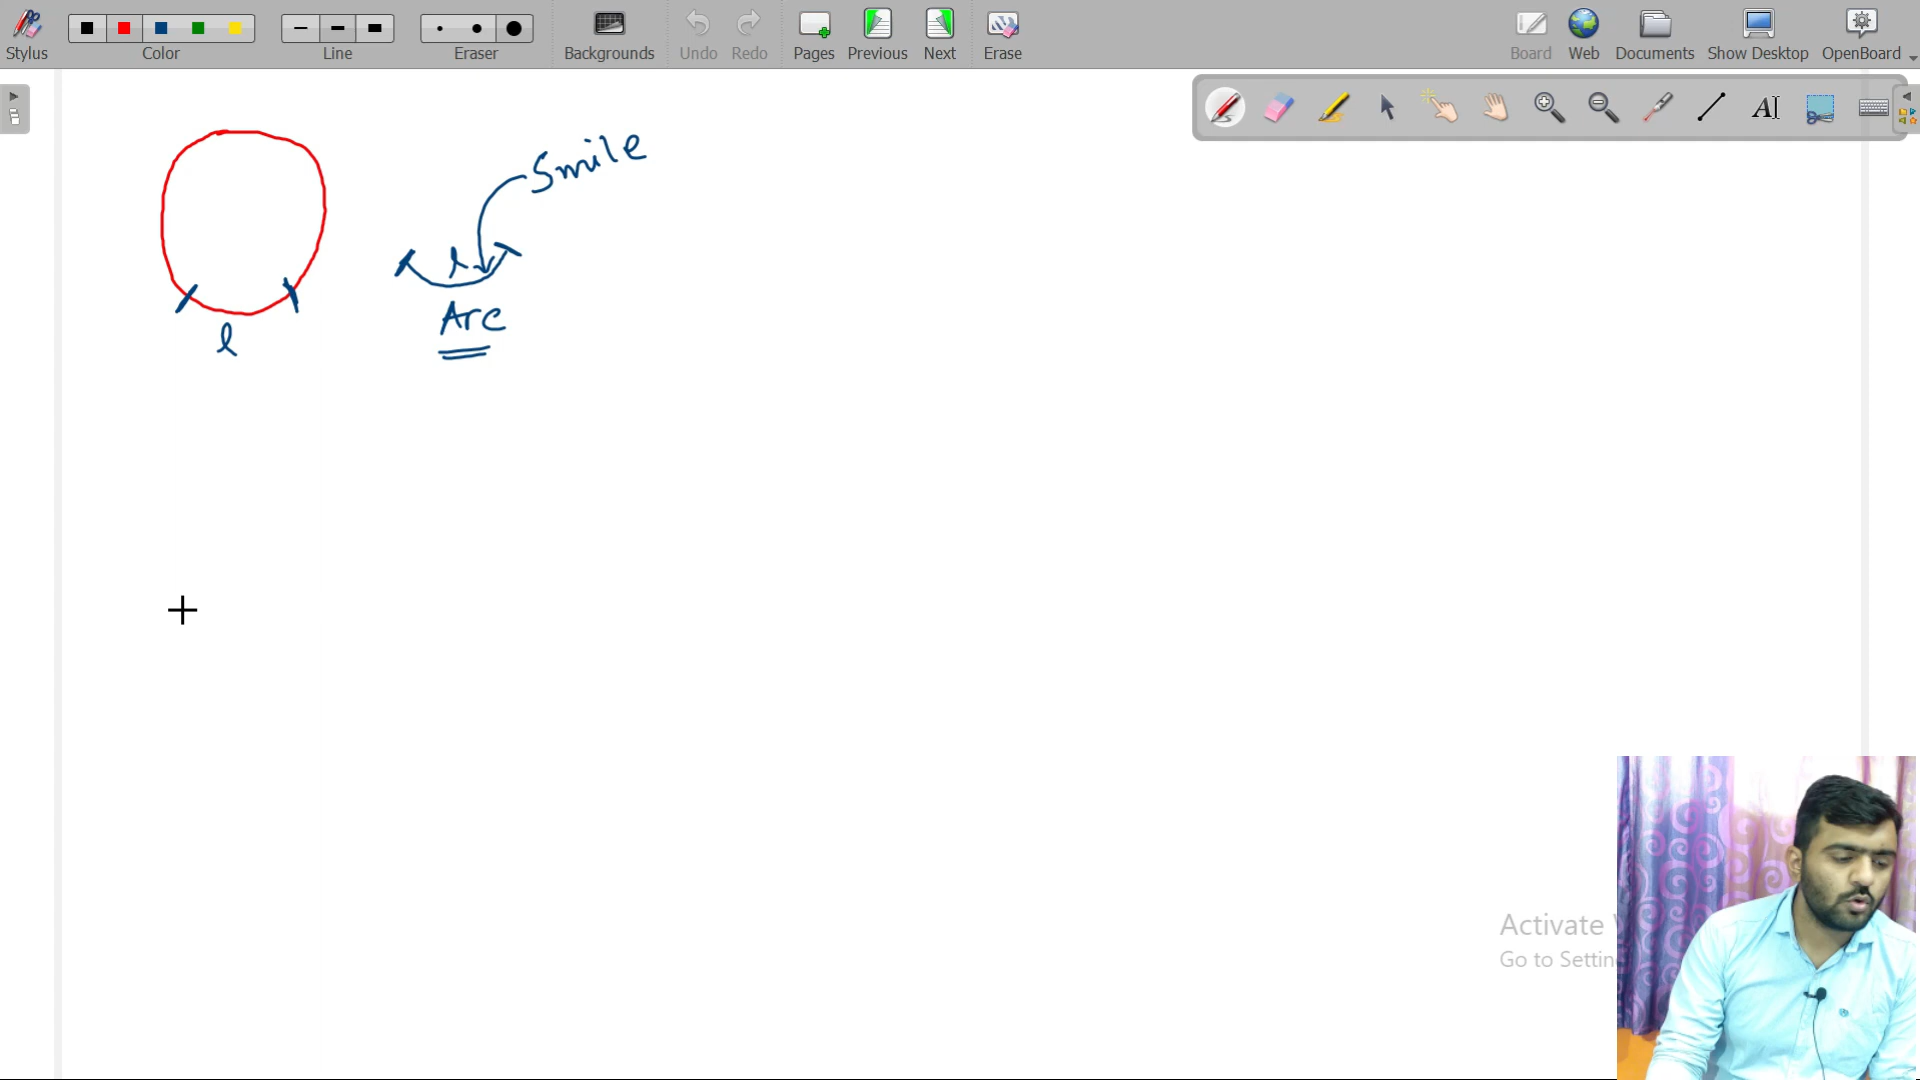 Stylus
Color
Line
Eraser
Backgrounds
Undo
Redo
Pages
Previous
Next
Erase
Board
Web
Documents
Show Desktop
OpenBoard
AI
Smile
l
Arc
l
Activate
Go to Settin